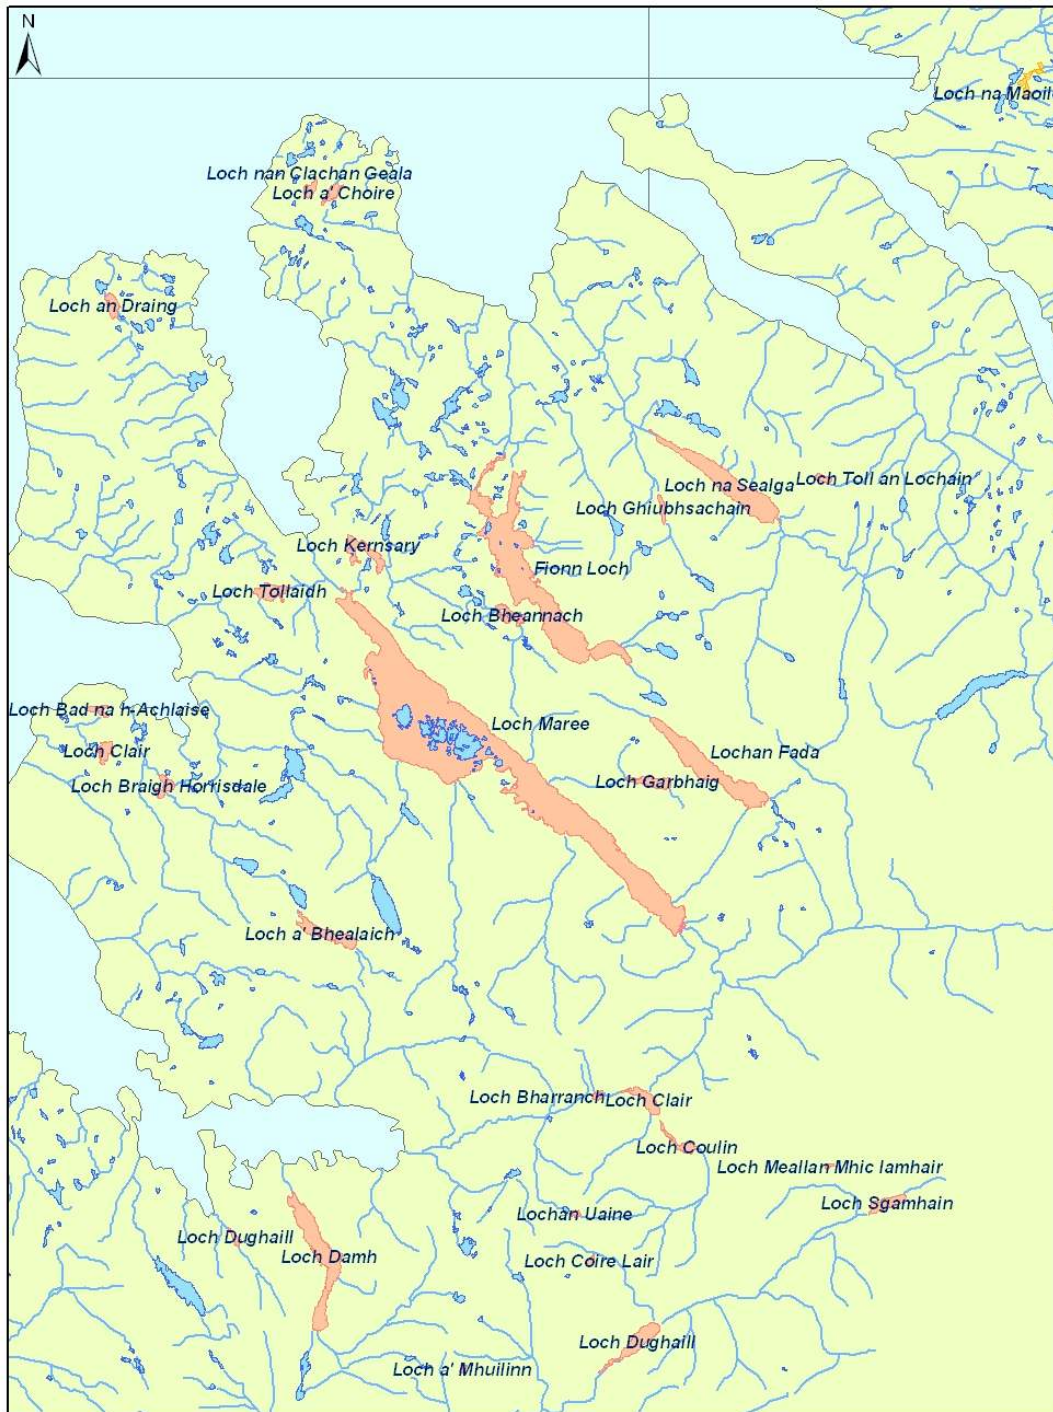 N
Loch na Maoil
Loch nan Clachan Geala
Loch a' Choire
Loch an Draing
Loch na Sealga
Loch Toll an Lochain
Loch Ghiubhsachain
Loch Kernsary
Fionn Loch
Loch Tollaidh
Loch Bheannach
Loch Bad na h-Achlaise
Loch Maree
Loch Clair
Lochan Fada
Loch Braigh Horrisdale
Loch Garbhaig
Loch a' Bhealaich
Loch Bharranch
Loch Clair
Loch Coulin
Loch Meallan Mhic Iamhair
Loch Sgamhain
Lochan Uaine
Loch Dughaill
Loch Damh
Loch Coire Lair
Loch Dughaill
Loch a' Mhuilinn